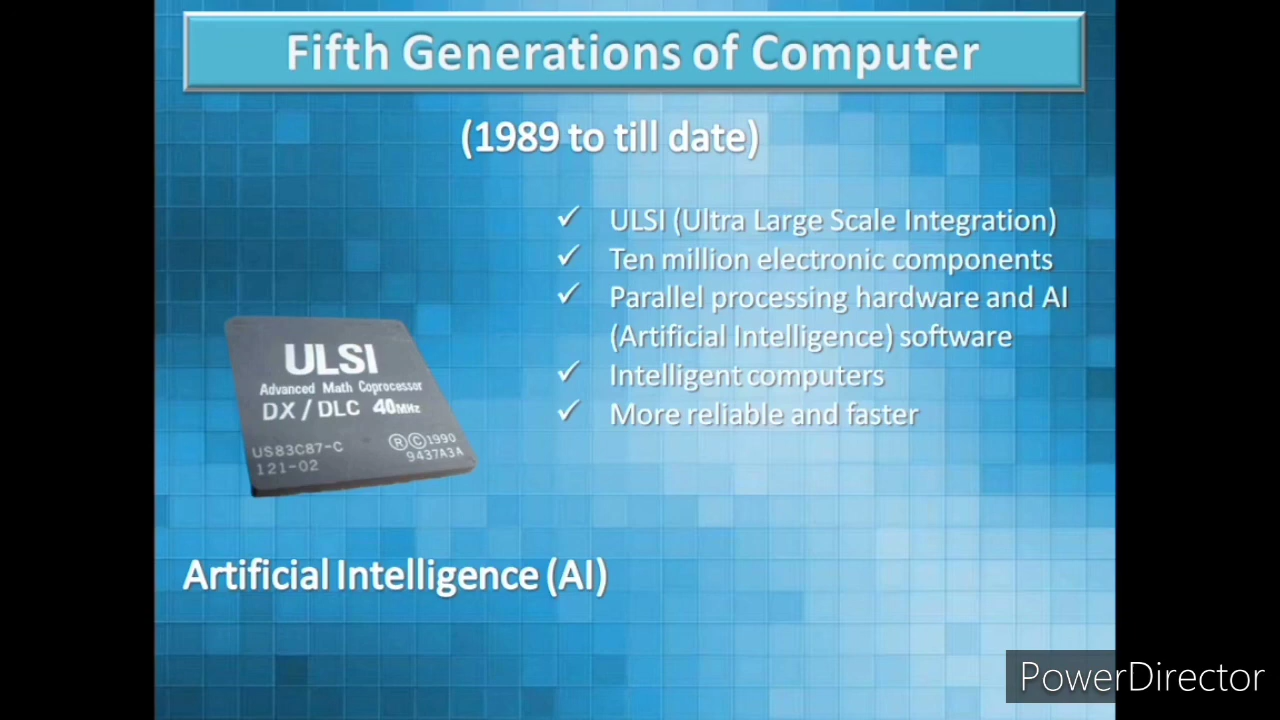 Fifth Generations of Computer
(1989 to till date)
✓ ULSI (Ultra Large Scale Integration)
✓ Ten million electronic components
✓ Parallel processing hardware and AI
(Artificial Intelligence) software
✓ Intelligent computers
✓ More reliable and faster
ULSI
Advanced Math Coprocessor
DX/DLC 40MHz
US83C87-C ®©1990
121-02 9437A3A
Artificial Intelligence (AI)
PowerDirector